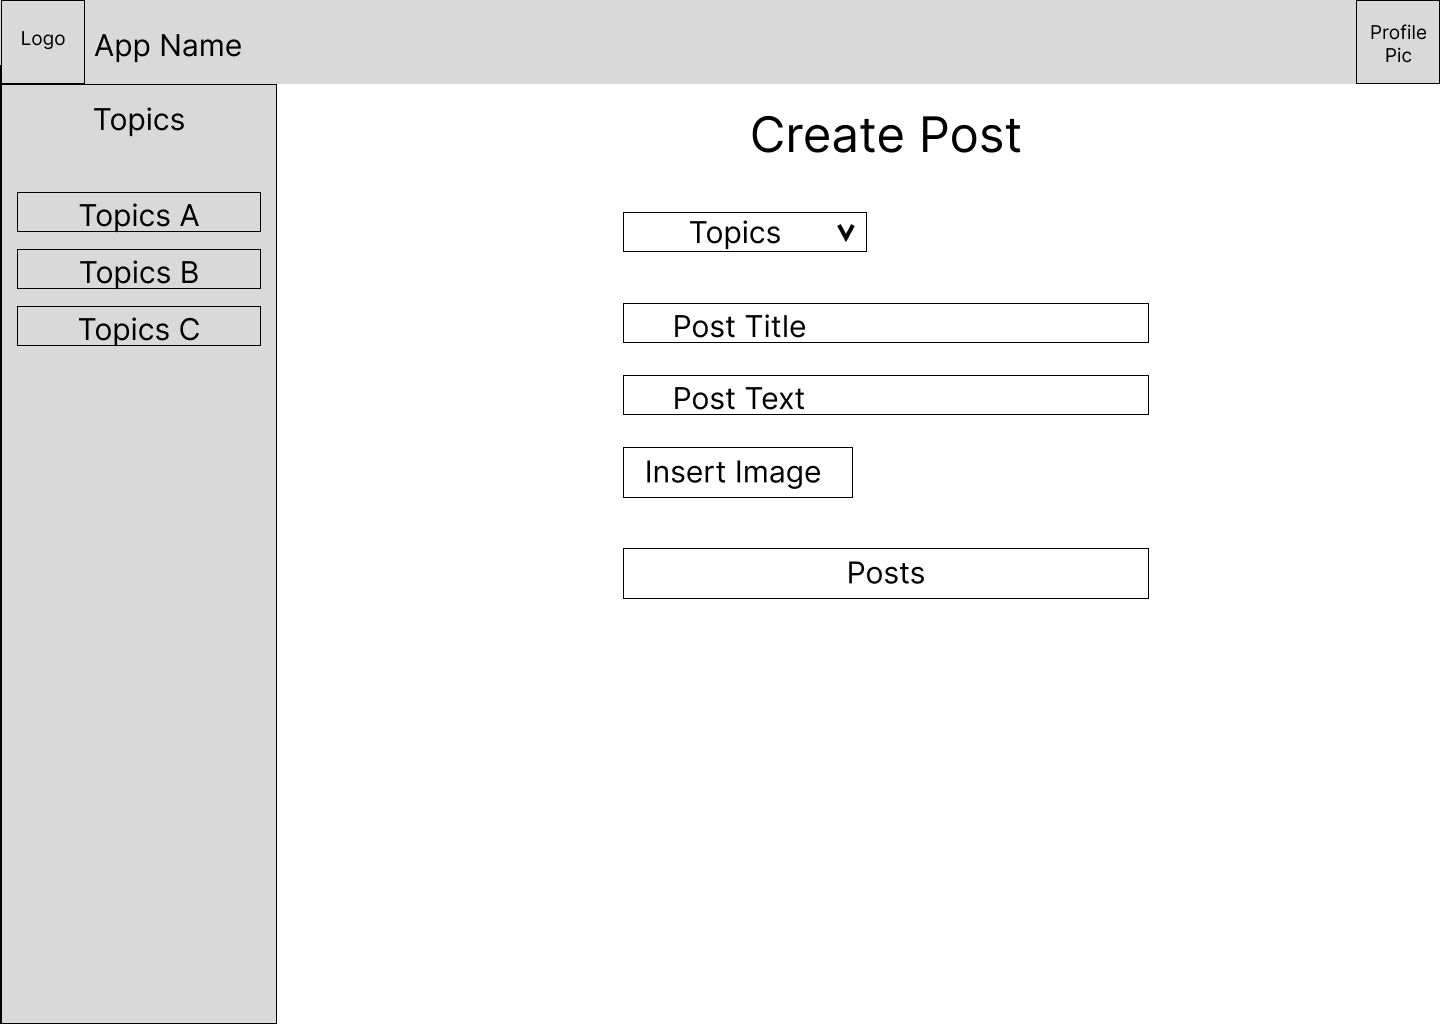 Logo
App Name
Profile
Pic
Topics
Topics A
Topics B
Topics C
Create Post
Topics
Post Title
Post Text
Insert Image
Posts